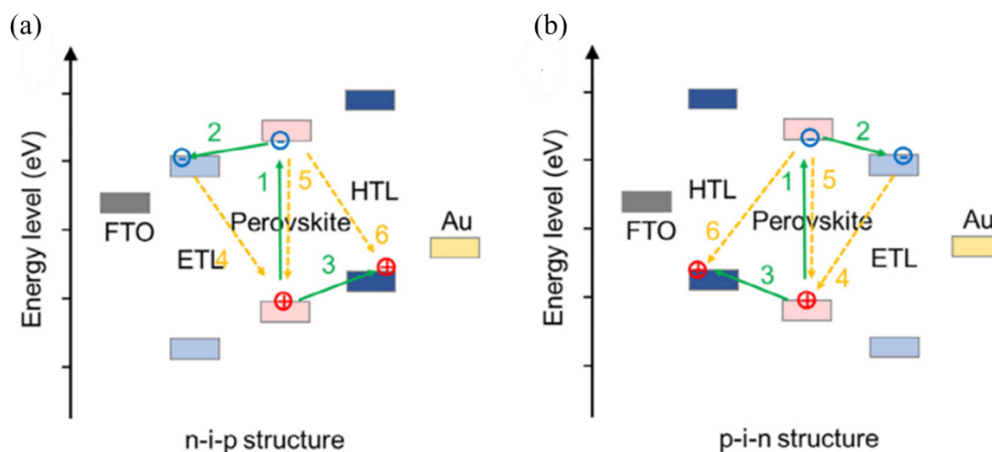 (a)
Energy level (eV)
2
1
5
HTL
Perovskite
FTO
Au
ETL
4
3
6
n-i-p structure
(b)
Energy level (eV)
2
1
5
HTL
Perovskite
FTO
6
Au
ETL
3
4
p-i-n structure